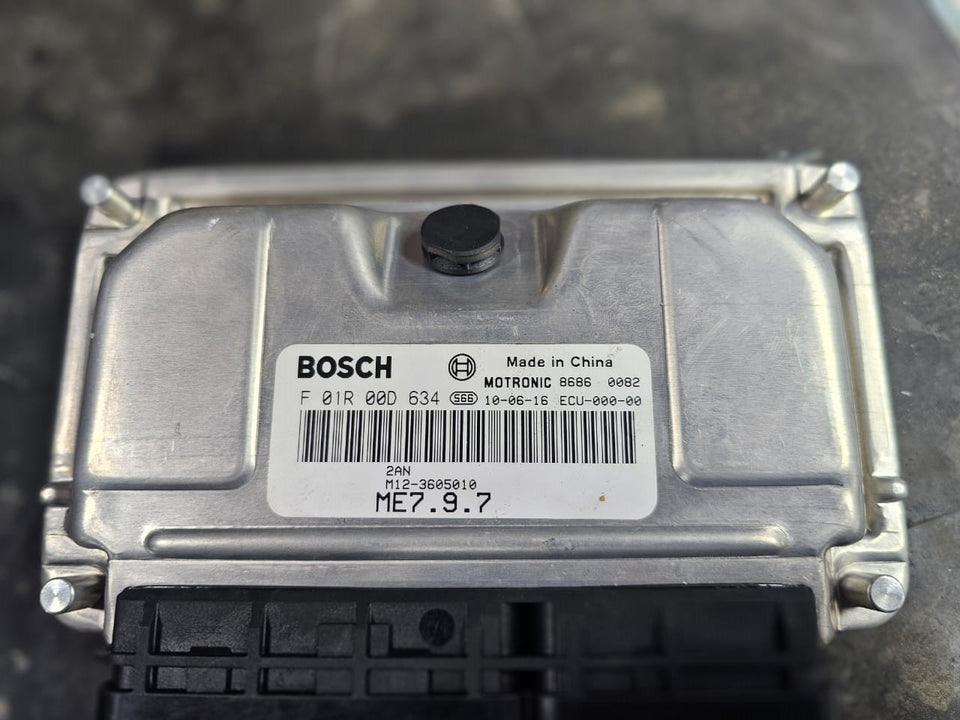 BOSCH Made in China
MOTRONIC 8686 0082
F 01R 00D 634 S66 10-06-16 ECU-000-00
2AN
M12-3605010
ME7.9.7